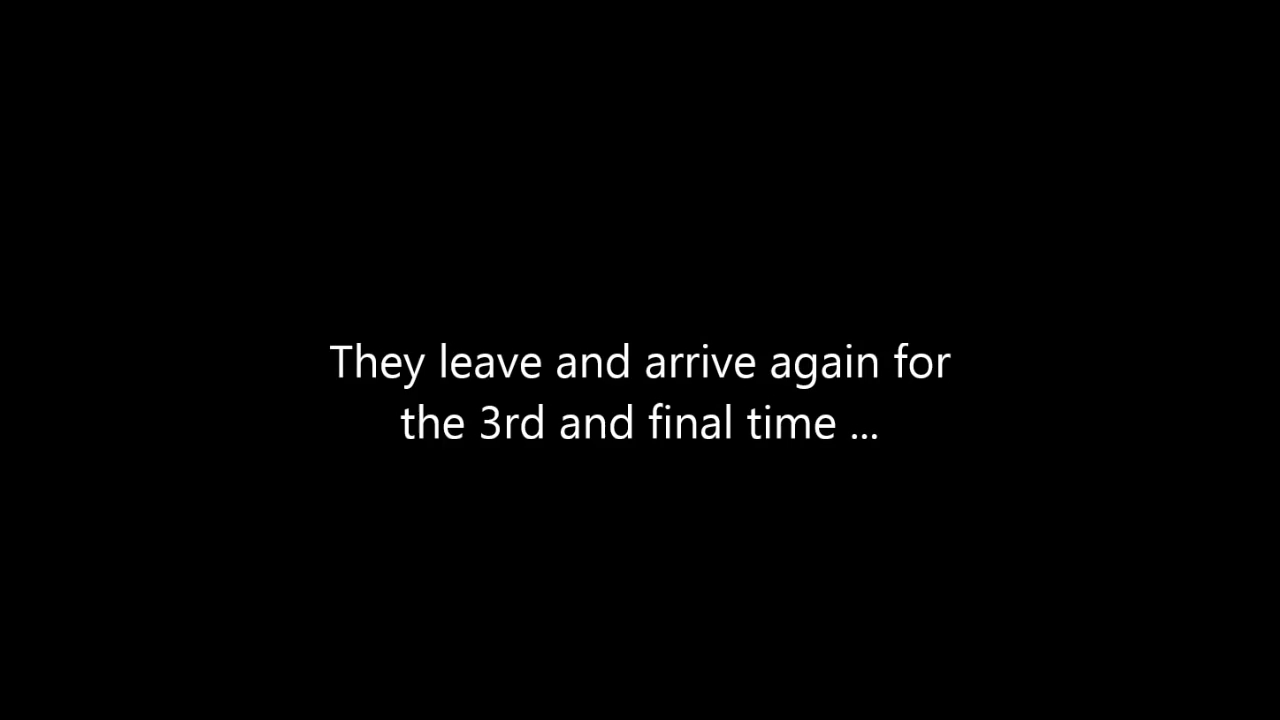 They leave and arrive again for
the 3rd and final time ...